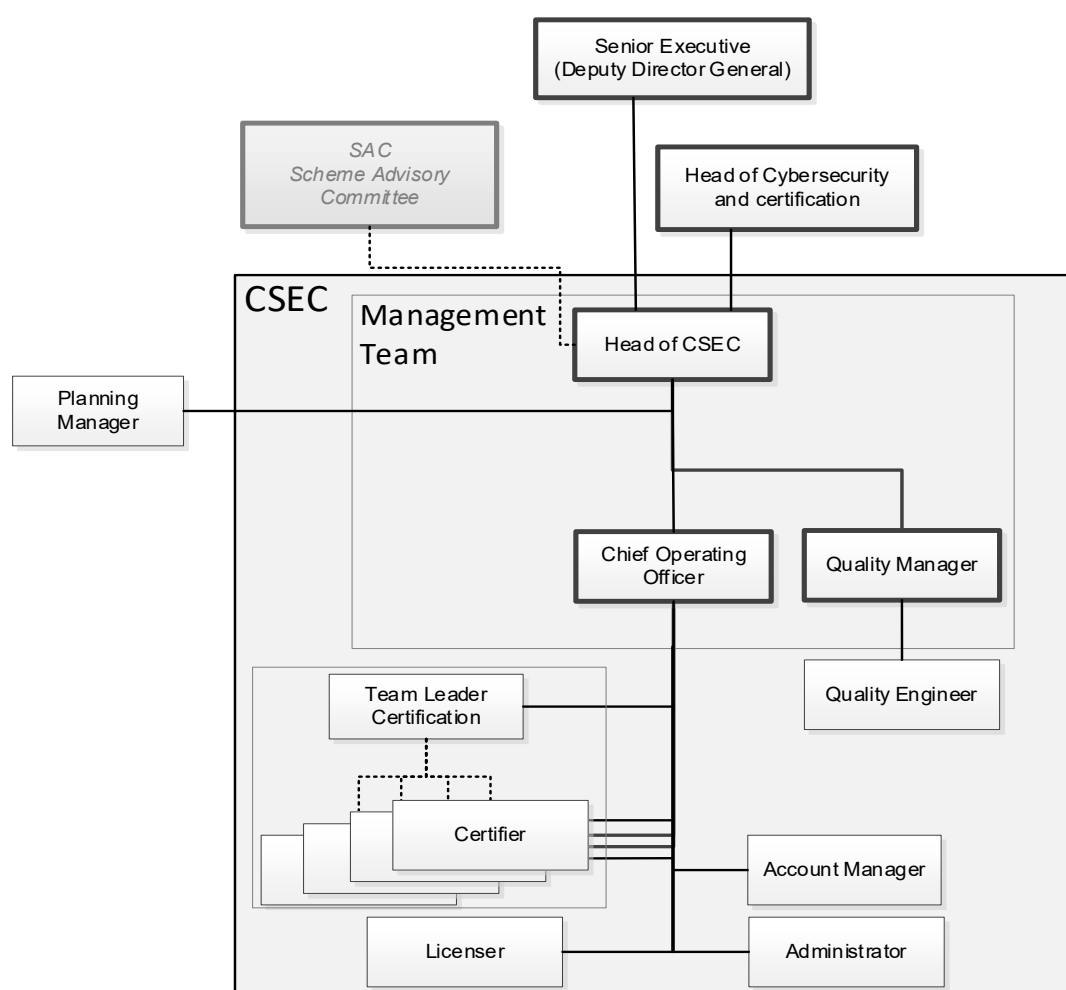 Senior Executive
(Deputy Director General)
SAC
Scheme Advisory
Committee
Head of Cybersecurity
and certification
CSEC
Management
Team
Head of CSEC
Planning
Manager
Chief Operating
Officer
Quality Manager
Team Leader
Certification
Quality Engineer
Certifier
Account Manager
Licenser
Administrator